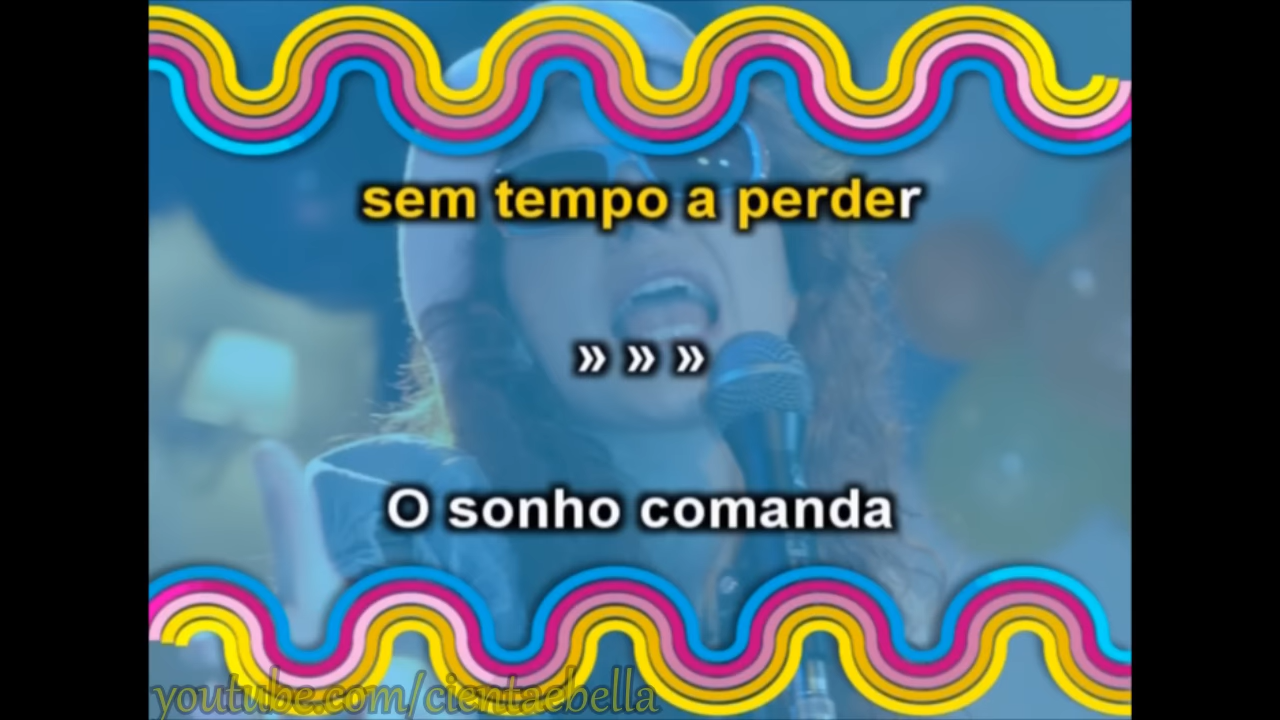 sem tempo a perder
» » »
O sonho comanda
youtube.com/cientaebella